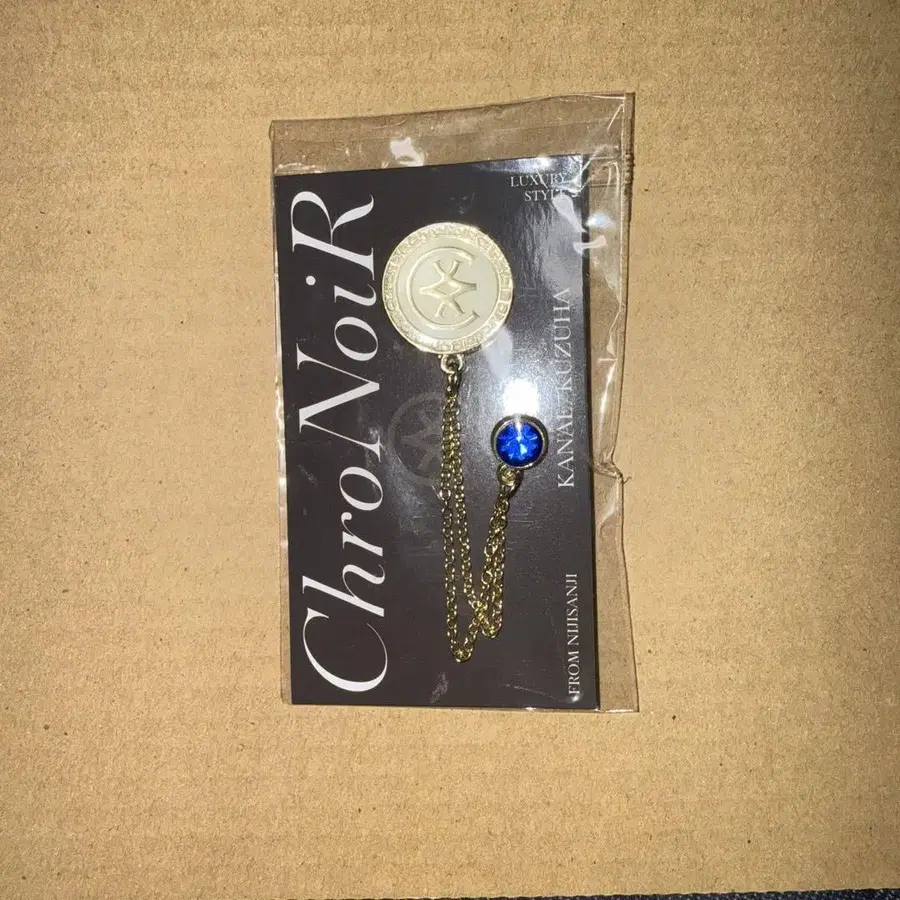 ChroNoiR
LUXURY
STYLE
KANAE/KUZUHA
FROM NIJISANJI